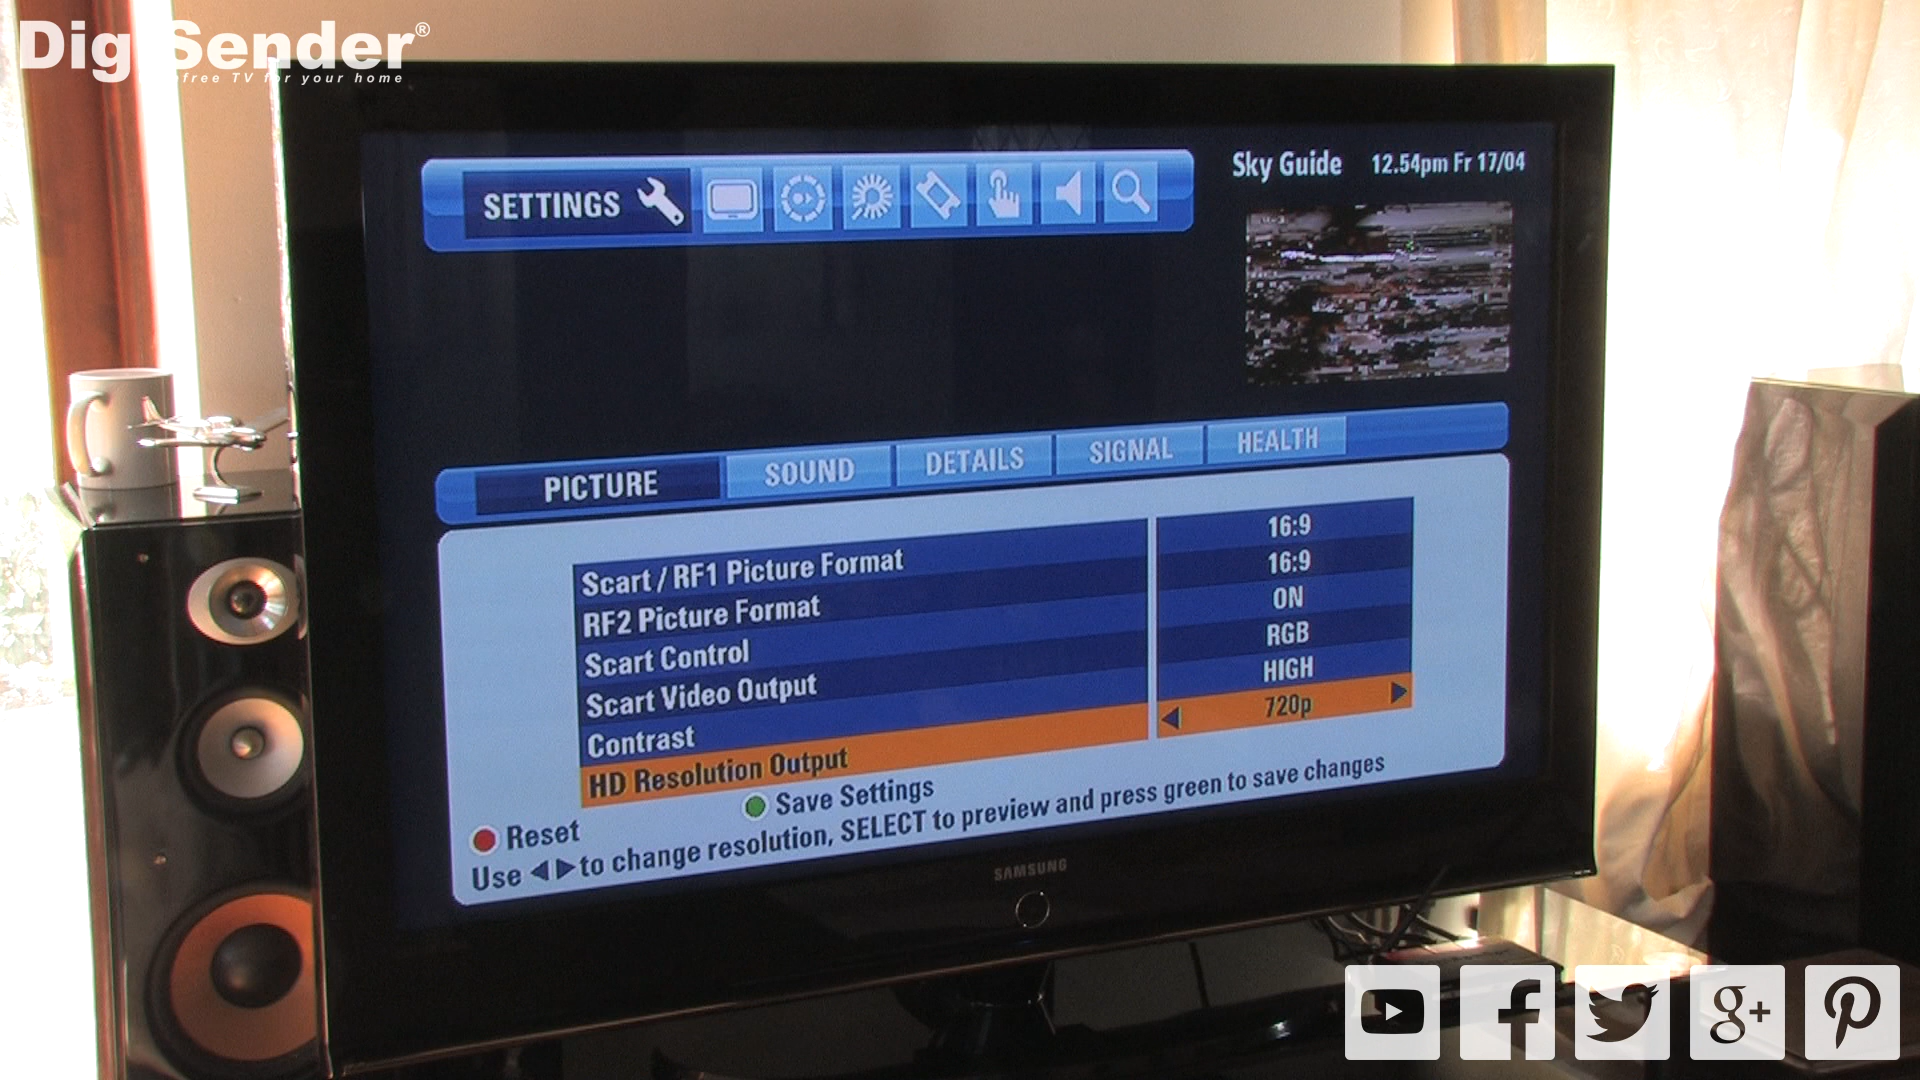 DigiSender®
free TV for your home
SETTINGS
Sky Guide 12.54pm Fr 17/04
PICTURE SOUND DETAILS SIGNAL HEALTH
Scart / RF1 Picture Format 16:9
RF2 Picture Format 16:9
Scart Control ON
Scart Video Output RGB
Contrast HIGH
HD Resolution Output 720p
Reset Save Settings
Use ◀ ▶ to change resolution, SELECT to preview and press green to save changes
SAMSUNG
f g+